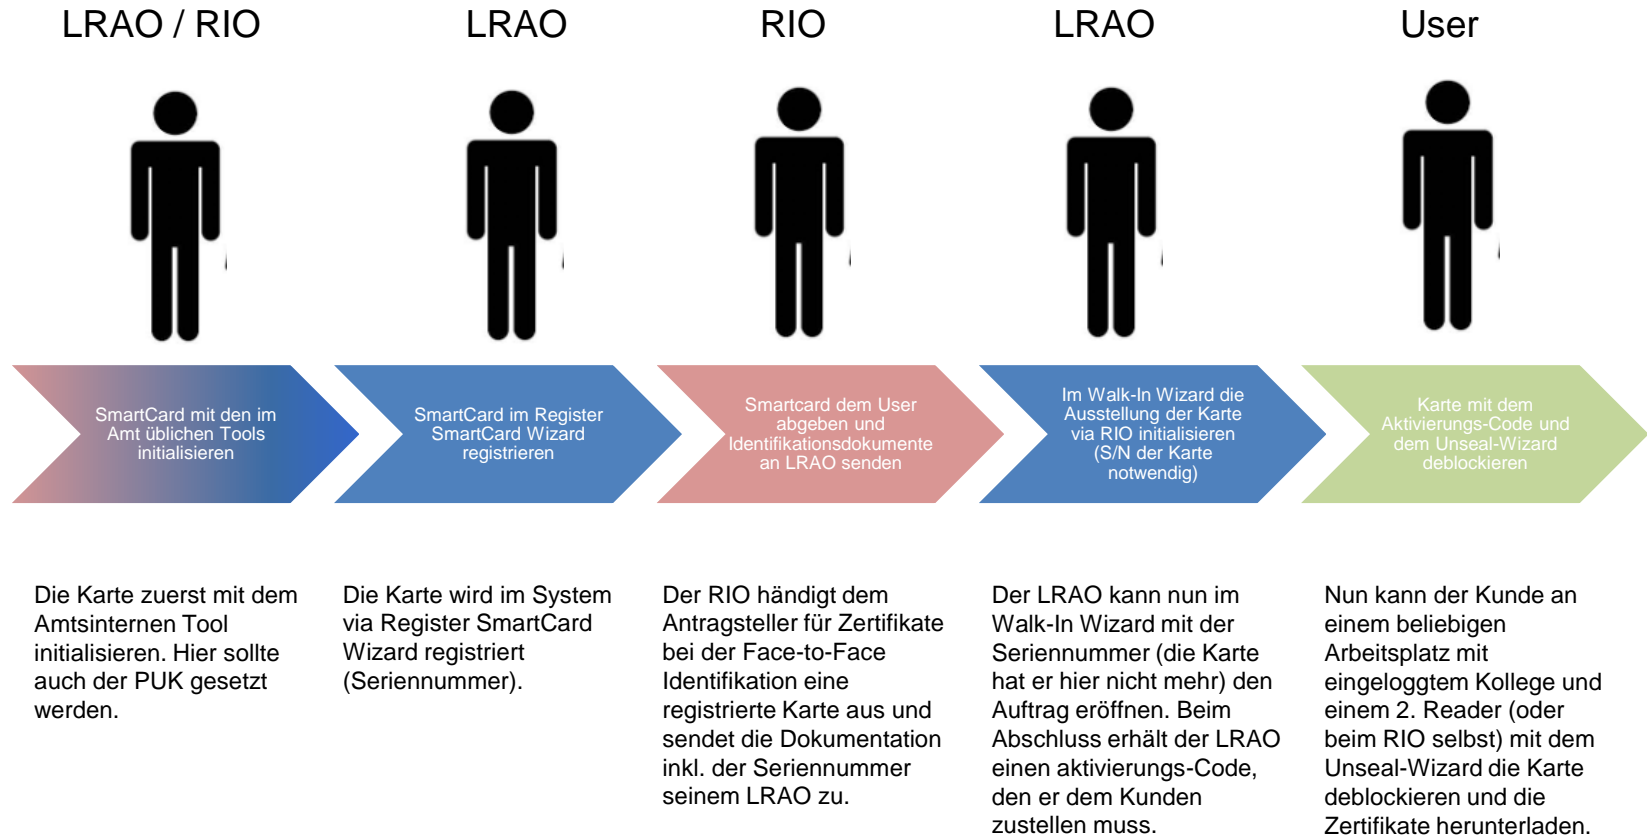 LRAO / RIO
LRAO
RIO
LRAO
User
SmartCard mit den im
Amt üblichen Tools
initialisieren
SmartCard im Register
SmartCard Wizard
registrieren
Smartcard dem User
abgeben und
Identifikationsdokumente
an LRAO senden
Im Walk-In Wizard die
Ausstellung der Karte
via RIO initialisieren
(S/N der Karte
notwendig)
Karte mit dem
Aktivierungs-Code und
dem Unseal-Wizard
deblockieren
Die Karte zuerst mit dem
Amtsinternen Tool
initialisieren. Hier sollte
auch der PUK gesetzt
werden.
Die Karte wird im System
via Register SmartCard
Wizard registriert
(Seriennummer).
Der RIO händigt dem
Antragsteller für Zertifikate
bei der Face-to-Face
Identifikation eine
registrierte Karte aus und
sendet die Dokumentation
inkl. der Seriennummer
seinem LRAO zu.
Der LRAO kann nun im
Walk-In Wizard mit der
Seriennummer (die Karte
hat er hier nicht mehr) den
Auftrag eröffnen. Beim
Abschluss erhält der LRAO
einen aktivierungs-Code,
den er dem Kunden
zustellen muss.
Nun kann der Kunde an
einem beliebigen
Arbeitsplatz mit
eingeloggtem Kollege und
einem 2. Reader (oder
beim RIO selbst) mit dem
Unseal-Wizard die Karte
deblockieren und die
Zertifikate herunterladen.